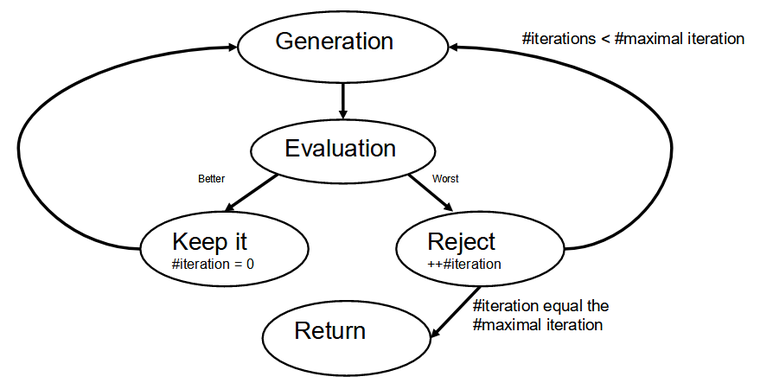 Generation
#iterations < #maximal iteration
Evaluation
Better
Worst
Keep it
#iteration = 0
Reject
++#iteration
#iteration equal the
#maximal iteration
Return